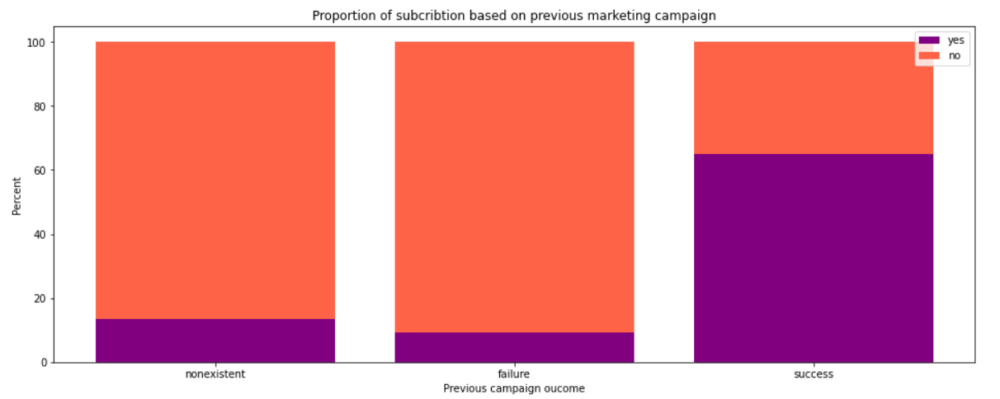 Proportion of subcribtion based on previous marketing campaign
yes
no
100
80
60
40
20
0
Percent
nonexistent failure success
Previous campaign oucome